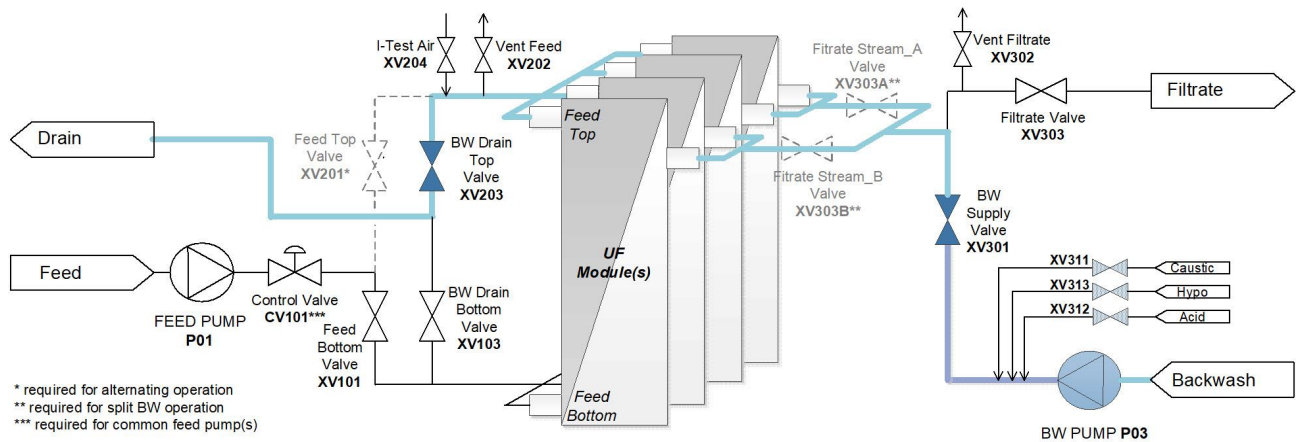 I-Test Air
XV204
Vent Feed
XV202
Fitrate Stream_A
Valve
XV303A**
Vent Filtrate
XV302
Filtrate
Filtrate Valve
XV303
Drain
Feed Top
Valve
XV201*
BW Drain
Top
Valve
XV203
Feed
Top
Fitrate Stream_B
Valve
XV303B**
BW
Supply
Valve
XV301
UF
Module(s)
Feed
Control Valve
CV101***
FEED PUMP
P01
Feed
Bottom
Valve
XV101
BW Drain
Bottom
Valve
XV103
XV311
Caustic
XV313
Hypo
XV312
Acid
Feed
Bottom
Backwash
BW PUMP P03
* required for alternating operation
** required for split BW operation
*** required for common feed pump(s)